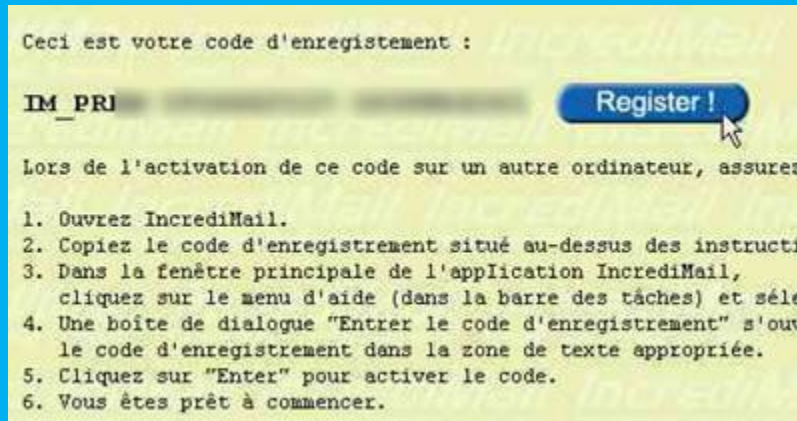 Ceci est votre code d'enregistement :
IM_PRE
Register !
Lors de l'activation de ce code sur un autre ordinateur, assures
1. Ouvrez IncrediMail.
2. Copiez le code d'enregistrement situé au-dessus des instructi
3. Dans la fenêtre principale de l'appIication IncrediMail,
cliquez sur le menu d'aide (dans la barre des tâches) et séle
4. Une boîte de dialogue "Entrer le code d'enregistrement" s'ouv
le code d'enregistrement dans la zone de texte appropriée.
5. Cliquez sur "Enter" pour activer le code.
6. Vous êtes prêt à commencer.